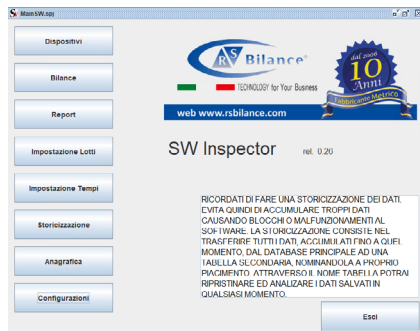 MainSW.spj
Dispositivi
Bilance
Report
Impostazione Lotti
Impostazione Tempi
Storicizzazione
Anagrafica
Configurazioni
RS Bilance
TECHNOLOGY for Your Business
web www.rsbilance.com
dal 2006
10
Anni
Fabbricante Metrico
SW Inspector rel. 0.26
RICORDATI DI FARE UNA STORICIZZAZIONE DEI DATI.
EVITA QUINDI DI ACCUMULARE TROPPI DATI
CAUSANDO BLOCCHI O MALFUNZIONAMENTI AL
SOFTWARE. LA STORICIZZAZIONE CONSISTE NEL
TRASFERIRE TUTTI I DATI, ACCUMULATI FINO A QUEL
MOMENTO, DAL DATABASE PRINCIPALE AD UNA
TABELLA SECONDARIA, NOMINANDOLA A PROPRIO
PIACIMENTO. ATTRAVERSO IL NOME TABELLA POTRAI
RIPRISTINARE ED ANALIZARE I DATI SALVATI IN
QUALSIASI MOMENTO.
Esci